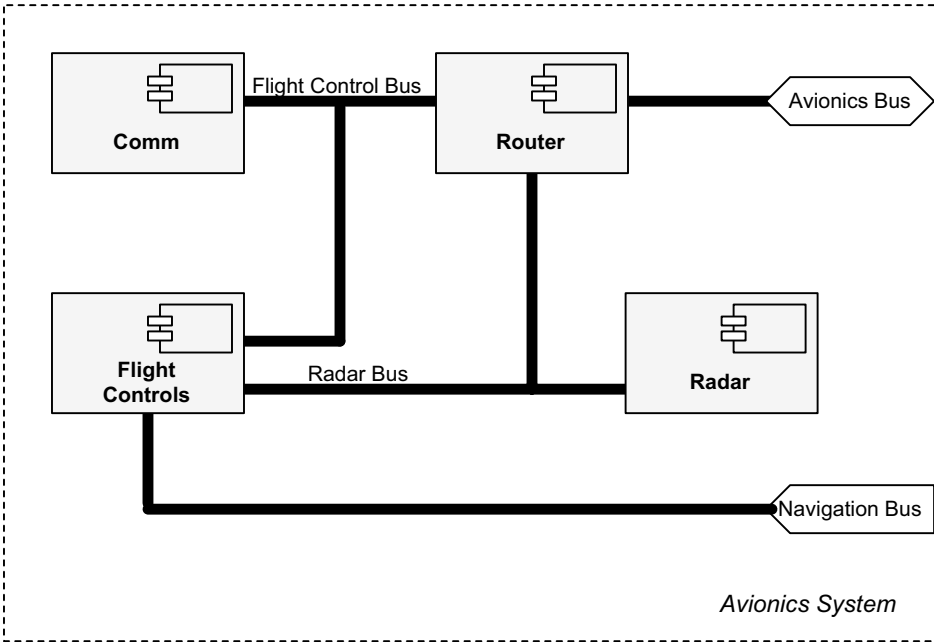 Flight Control Bus
Comm
Router
Avionics Bus
Flight
Controls
Radar Bus
Radar
Navigation Bus
Avionics System